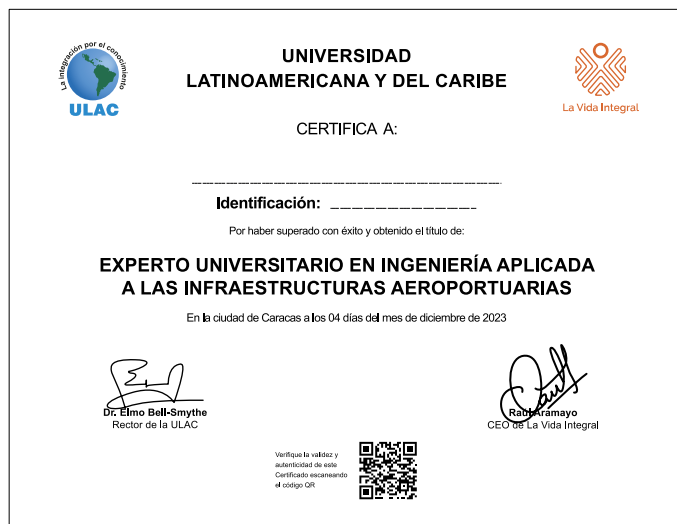 La integración por el conocimiento
ULAC
UNIVERSIDAD
LATINOAMERICANA Y DEL CARIBE
La Vida Integral
CERTIFICA A:
Identificación:
Por haber superado con éxito y obtenido el título de:
EXPERTO UNIVERSITARIO EN INGENIERÍA APLICADA
A LAS INFRAESTRUCTURAS AEROPORTUARIAS
En la ciudad de Caracas a los 04 días del mes de diciembre de 2023
Dr. Elmo Bell-Smythe
Rector de la ULAC
Raúl Aramayo
CEO de La Vida Integral
Verifique la validez y
autenticidad de este
Certificado escaneando
el código QR